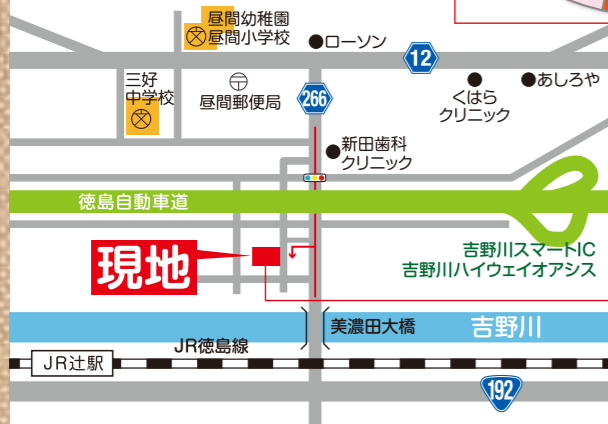 昼間幼稚園
昼間小学校
ローソン
12
三好
中学校
昼間郵便局
266
くはら
クリニック
あしろや
新田歯科
クリニック
徳島自動車道
現地
吉野川スマートIC
吉野川ハイウェイオアシス
美濃田大橋
吉野川
JR徳島線
JR辻駅
192